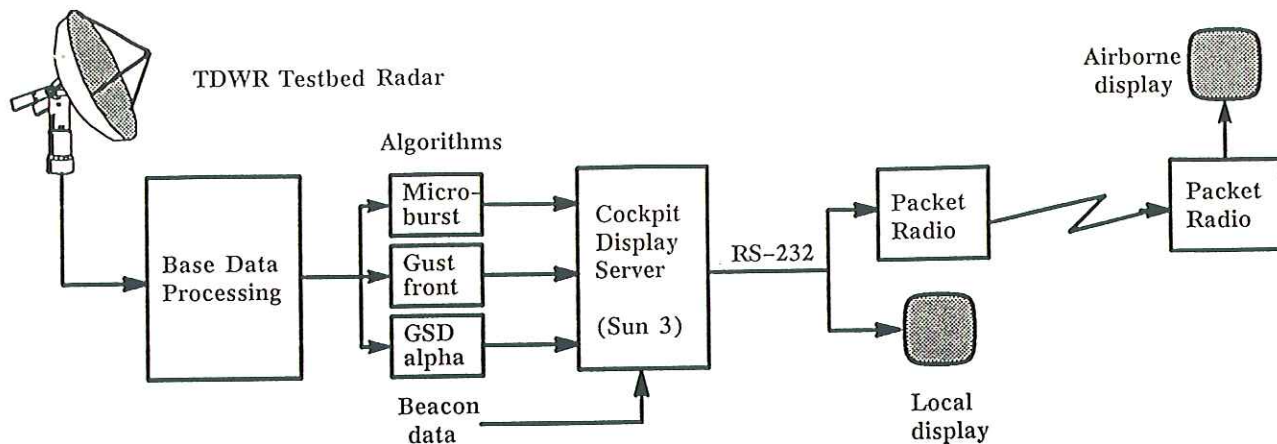 TDWR Testbed Radar
Base Data
Processing
Algorithms
Micro-
burst
Gust
front
GSD
alpha
Beacon
data
Cockpit
Display
Server
(Sun 3)
RS-232
Packet
Radio
Local
display
Packet
Radio
Airborne
display